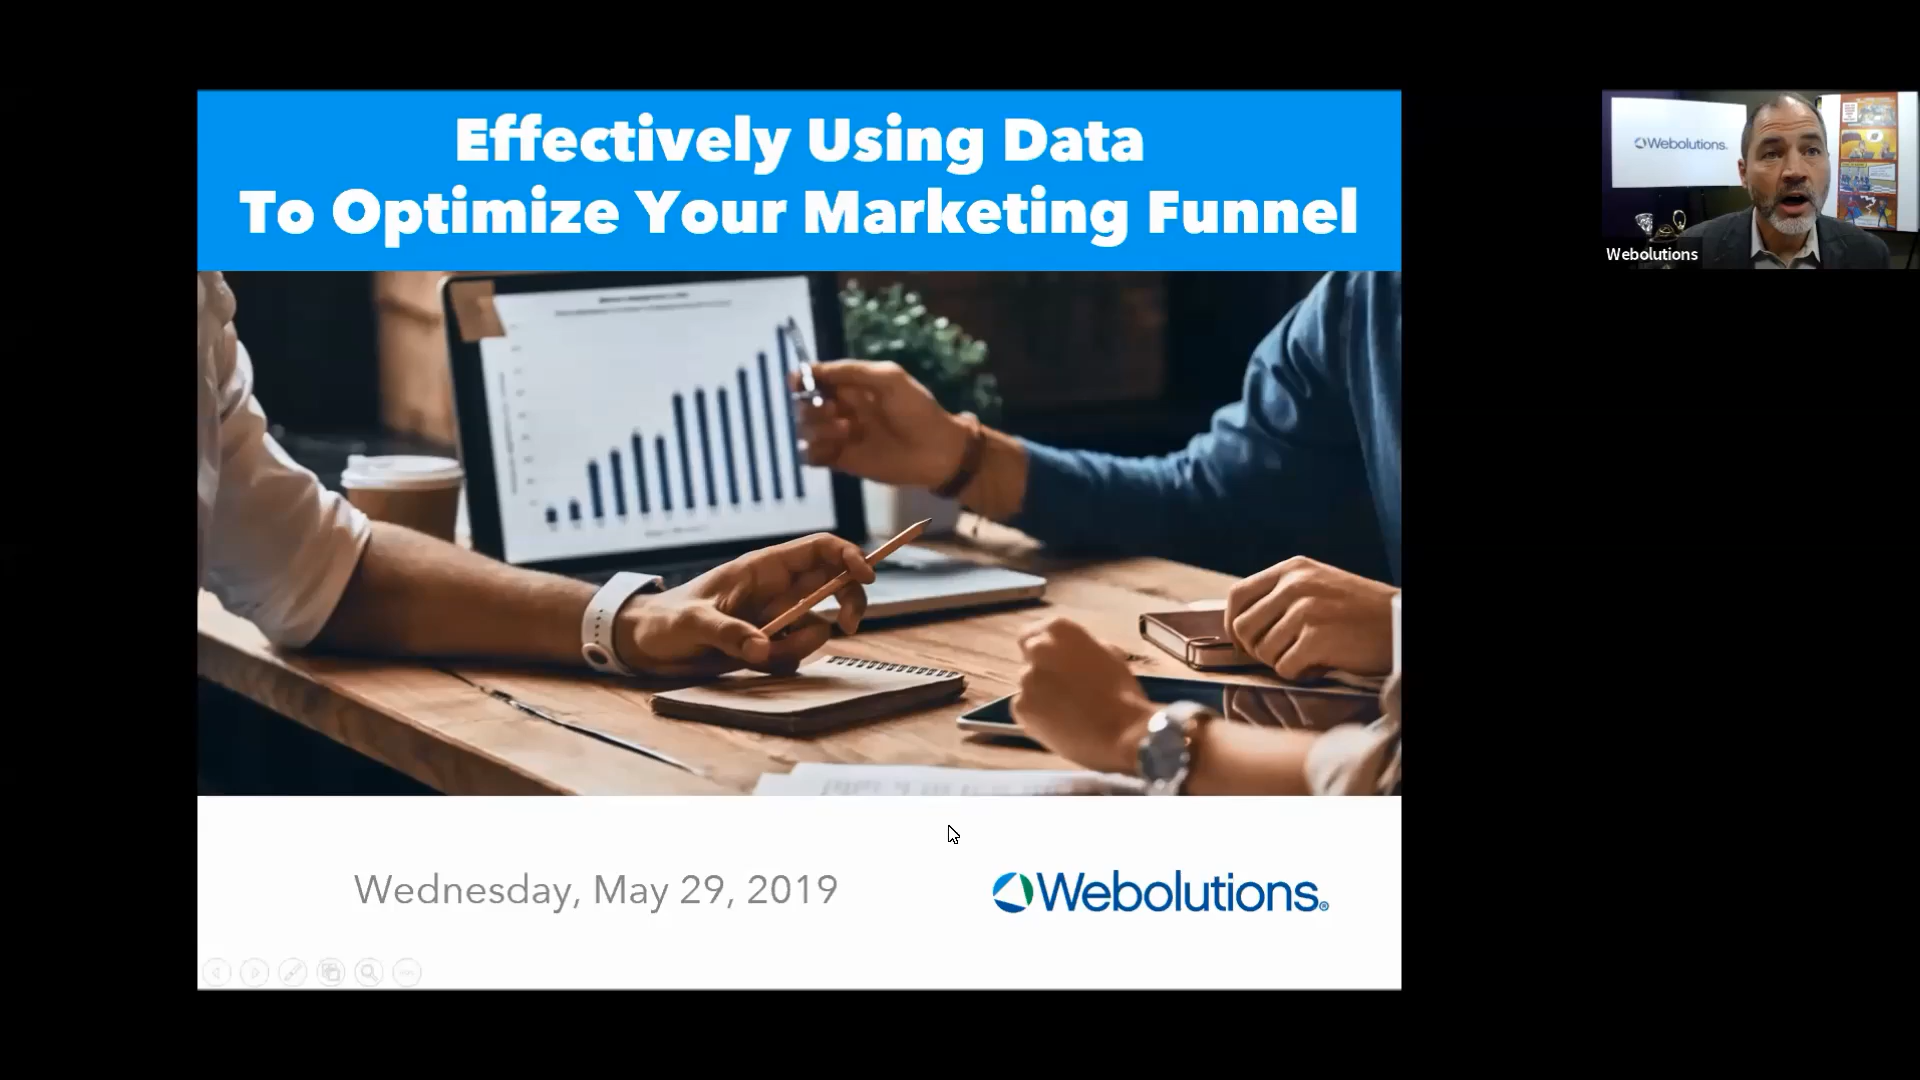 Effectively Using Data
To Optimize Your Marketing Funnel
Webolutions.
Webolutions
Wednesday, May 29, 2019
Webolutions®